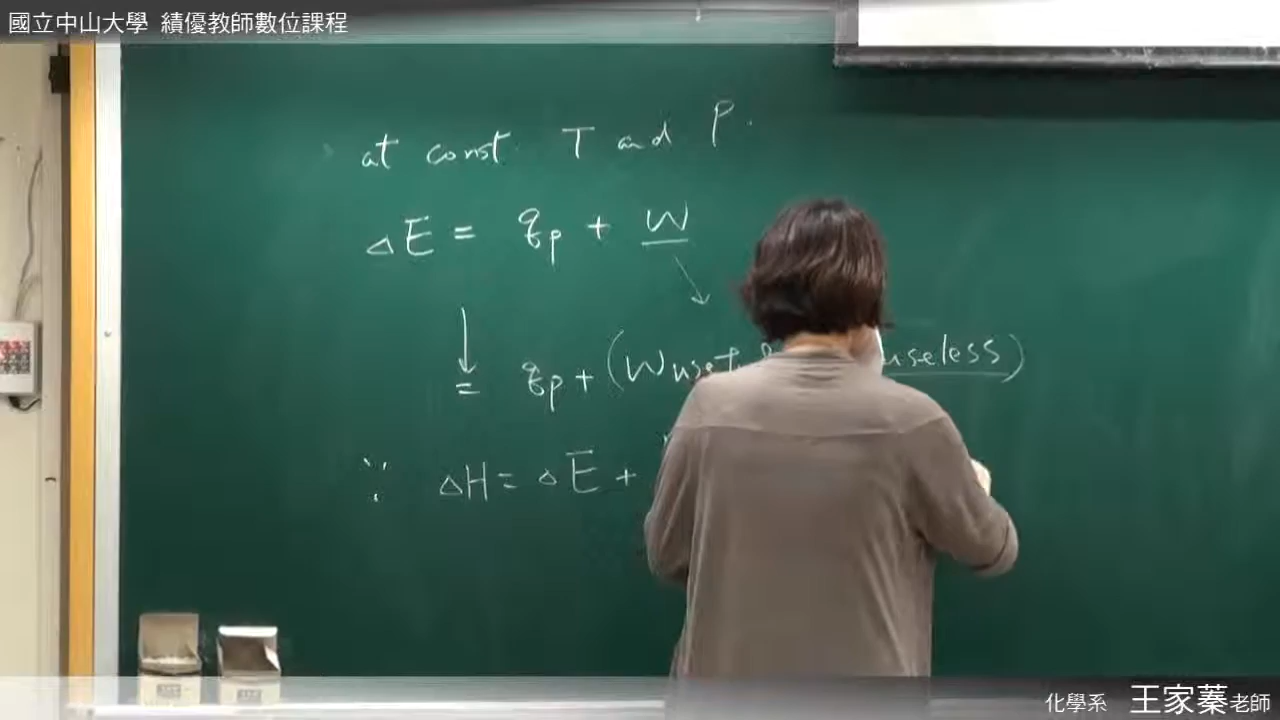 國立中山大學 績優教師數位課程
at const. T and P.
ΔE = qp + W
↓
= qp + (Wusef useless)
∵ ΔH = ΔE +
化學系 王家蓁老師